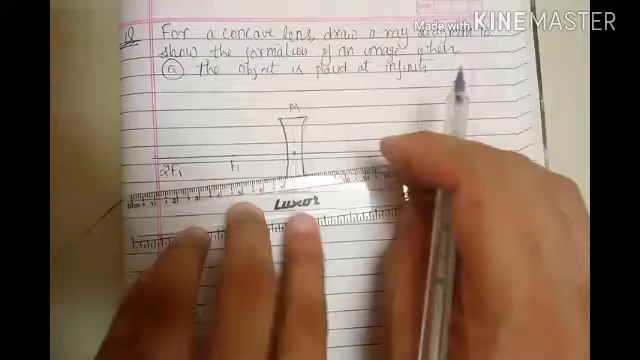 Made with KINEMASTER
Q For a concave lens, draw a ray diagram to
show the formation of an image when
(a) The object is placed at infinity
M
2F1 F1
Luxor